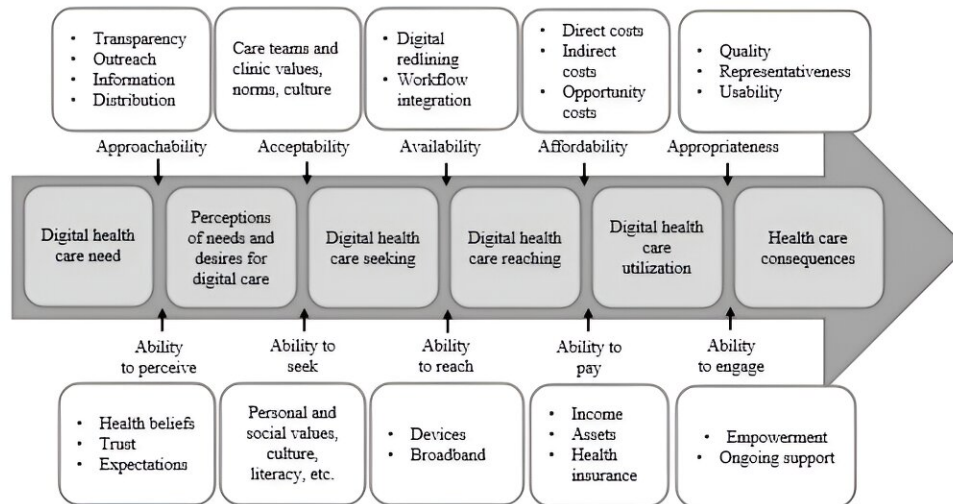 • Transparency
• Outreach
• Information
• Distribution
Care teams and
clinic values,
norms, culture
• Digital
redlining
• Workflow
integration
• Direct costs
• Indirect
costs
• Opportunity
costs
• Quality
• Representativeness
• Usability
Approachability
Acceptability
Availability
Affordability
Appropriateness
Digital health
care need
Perceptions
of needs and
desires for
digital care
Digital health
care seeking
Digital health
care reaching
Digital health
care
utilization
Health care
consequences
Ability
to perceive
Ability to
seek
Ability
to reach
Ability to
pay
Ability
to engage
• Health beliefs
• Trust
• Expectations
Personal and
social values,
culture,
literacy, etc.
• Devices
• Broadband
• Income
• Assets
• Health
insurance
• Empowerment
• Ongoing support